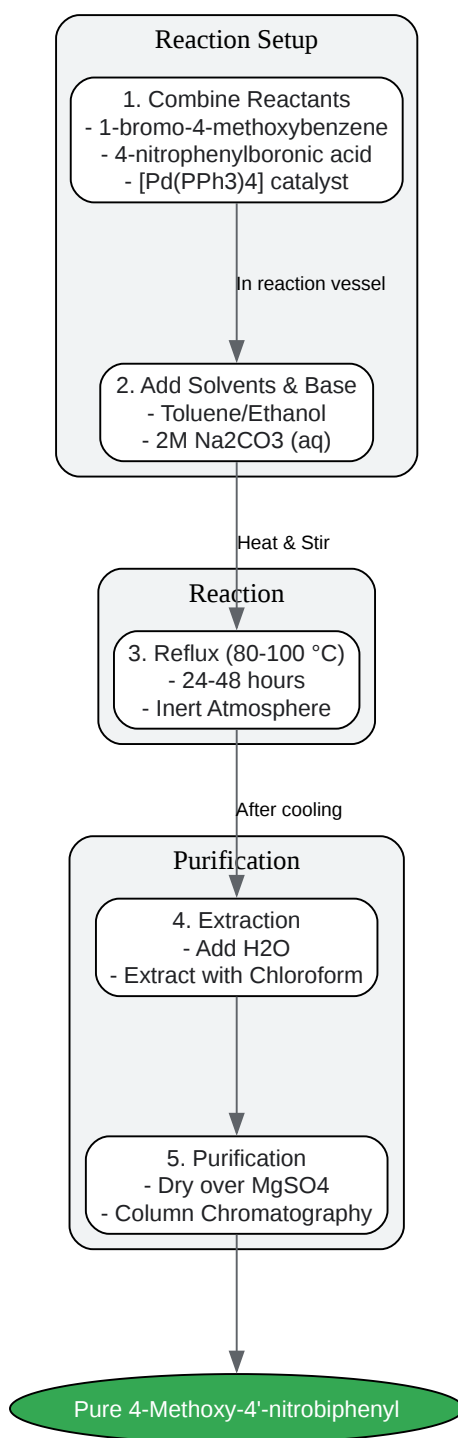 Reaction Setup
1. Combine Reactants
- 1-bromo-4-methoxybenzene
- 4-nitrophenylboronic acid
- [Pd(PPh3)4] catalyst
In reaction vessel
2. Add Solvents & Base
- Toluene/Ethanol
- 2M Na2CO3 (aq)
Heat & Stir
Reaction
3. Reflux (80-100 °C)
- 24-48 hours
- Inert Atmosphere
After cooling
Purification
4. Extraction
- Add H2O
- Extract with Chloroform
5. Purification
- Dry over MgSO4
- Column Chromatography
Pure 4-Methoxy-4'-nitrobiphenyl